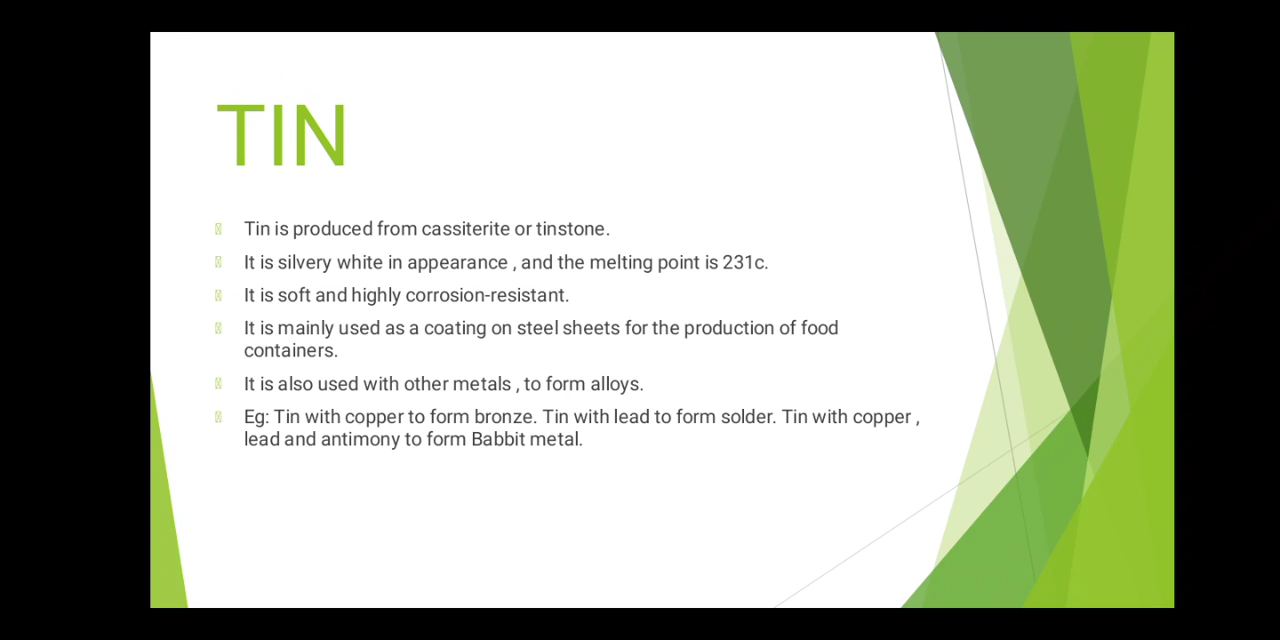 TIN
Tin is produced from cassiterite or tinstone.
It is silvery white in appearance , and the melting point is 231c.
It is soft and highly corrosion-resistant.
It is mainly used as a coating on steel sheets for the production of food
containers.
It is also used with other metals , to form alloys.
Eg: Tin with copper to form bronze. Tin with lead to form solder. Tin with copper ,
lead and antimony to form Babbit metal.